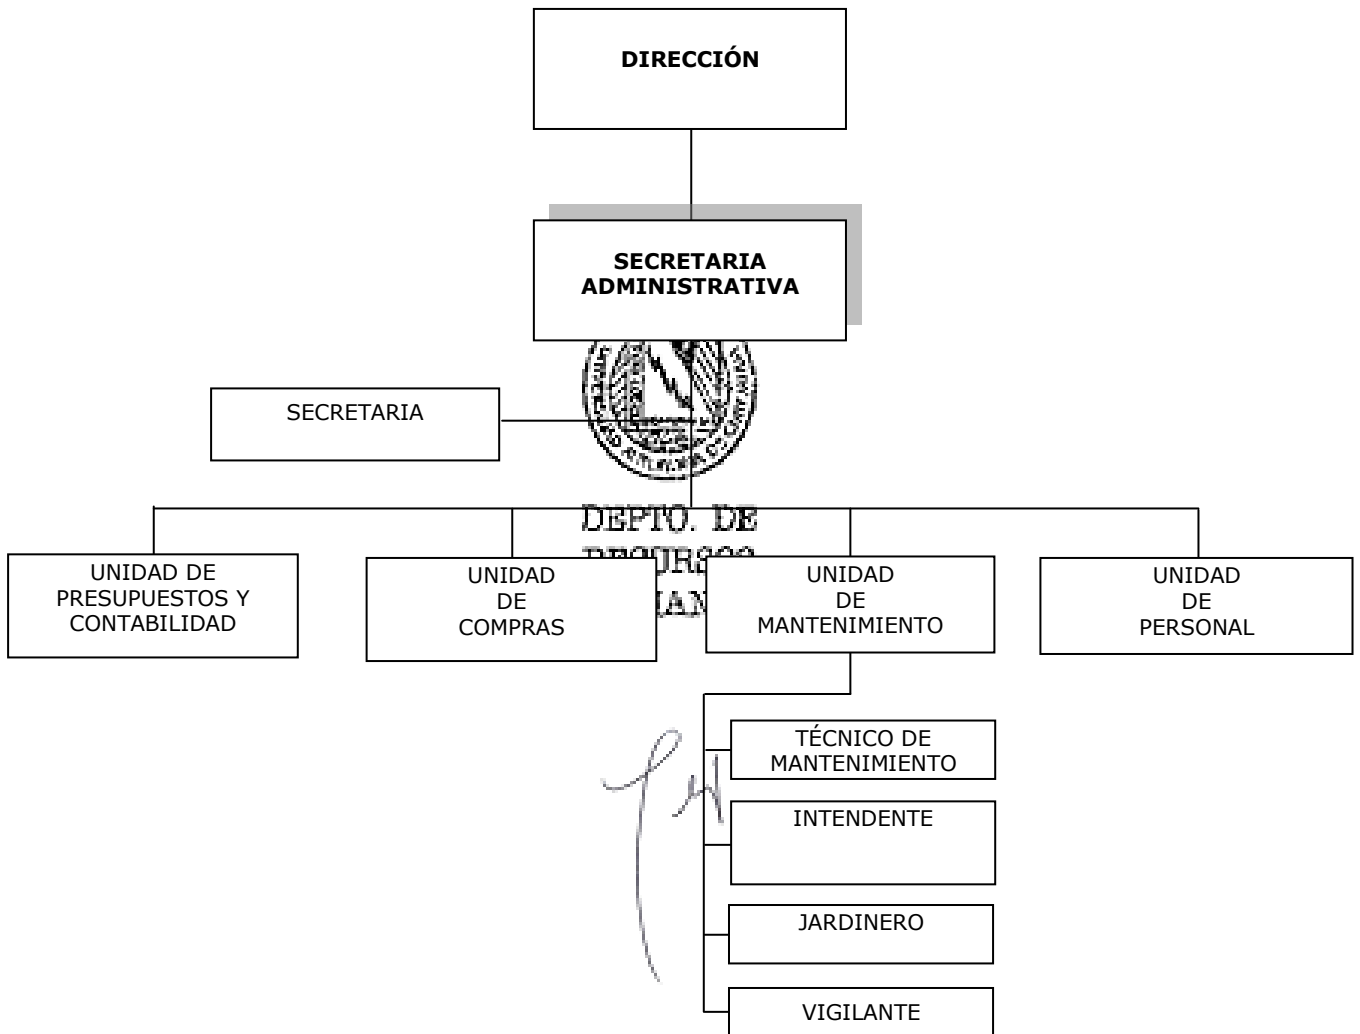 DIRECCIÓN
SECRETARIA
ADMINISTRATIVA
SECRETARIA
DEPTO. DE
UNIDAD DE
PRESUPUESTOS Y
CONTABILIDAD
UNIDAD
DE
COMPRAS
UNIDAD
DE
MANTENIMIENTO
UNIDAD
DE
PERSONAL
TÉCNICO DE
MANTENIMIENTO
INTENDENTE
JARDINERO
VIGILANTE